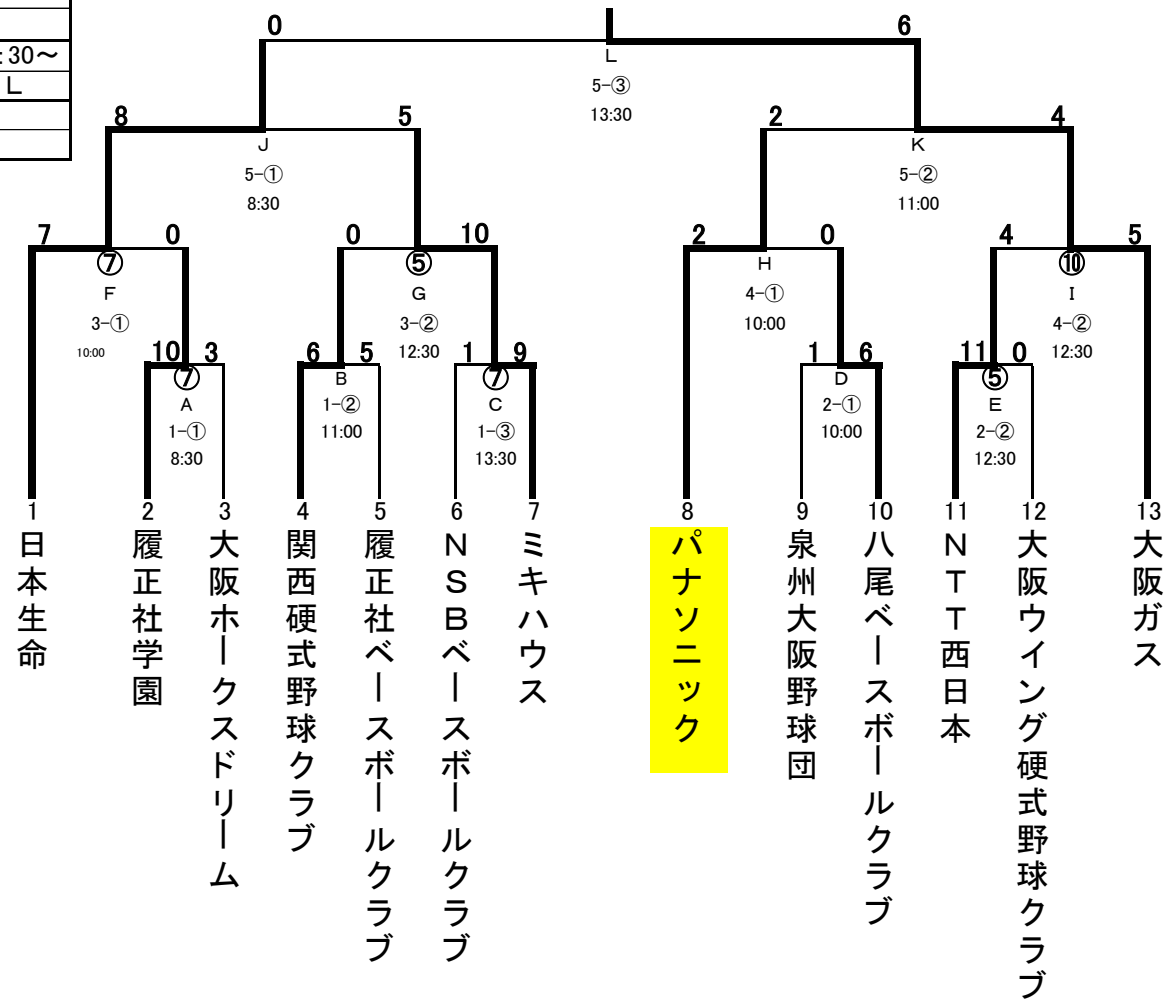 :30～
L
0
6
L
5-③
13:30
8
5
2
4
J
5-①
8:30
K
5-②
11:00
7
0
0
10
2
0
4
5
⑦
⑤
⑩
F
3-①
10:00
G
3-②
12:30
H
4-①
10:00
I
4-②
12:30
10
3
6
5
1
9
1
6
11
0
⑦
A
1-①
8:30
B
1-②
11:00
⑦
C
1-③
13:30
D
2-①
10:00
⑤
E
2-②
12:30
1
日本生命
2
履正社学園
3
大阪ホークスドリーム
4
関西硬式野球クラブ
5
履正社ベースボールクラブ
6
NSBベースボールクラブ
7
ミキハウス
8
パナソニック
9
泉州大阪野球団
10
八尾ベースボールクラブ
11
NTT西日本
12
大阪ウイング硬式野球クラブ
13
大阪ガス